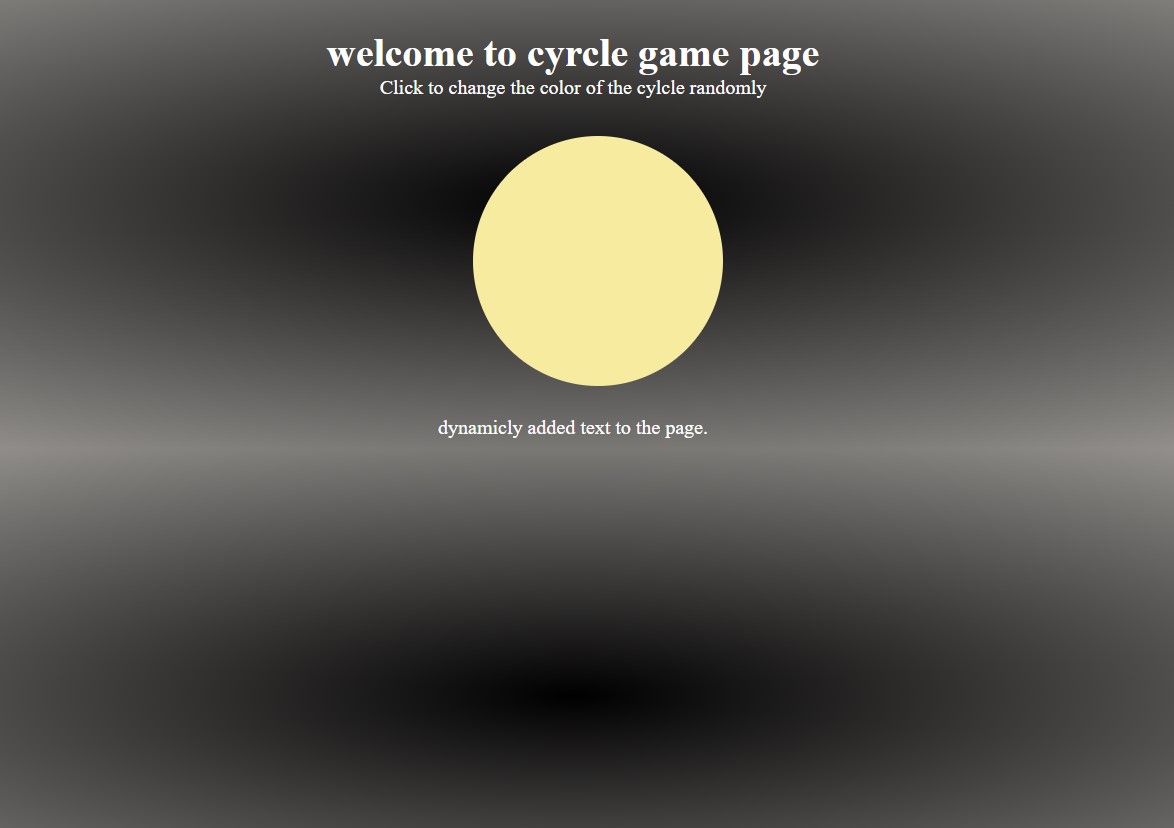 welcome to cyrcle game page
Click to change the color of the cylcle randomly
dynamicly added text to the page.